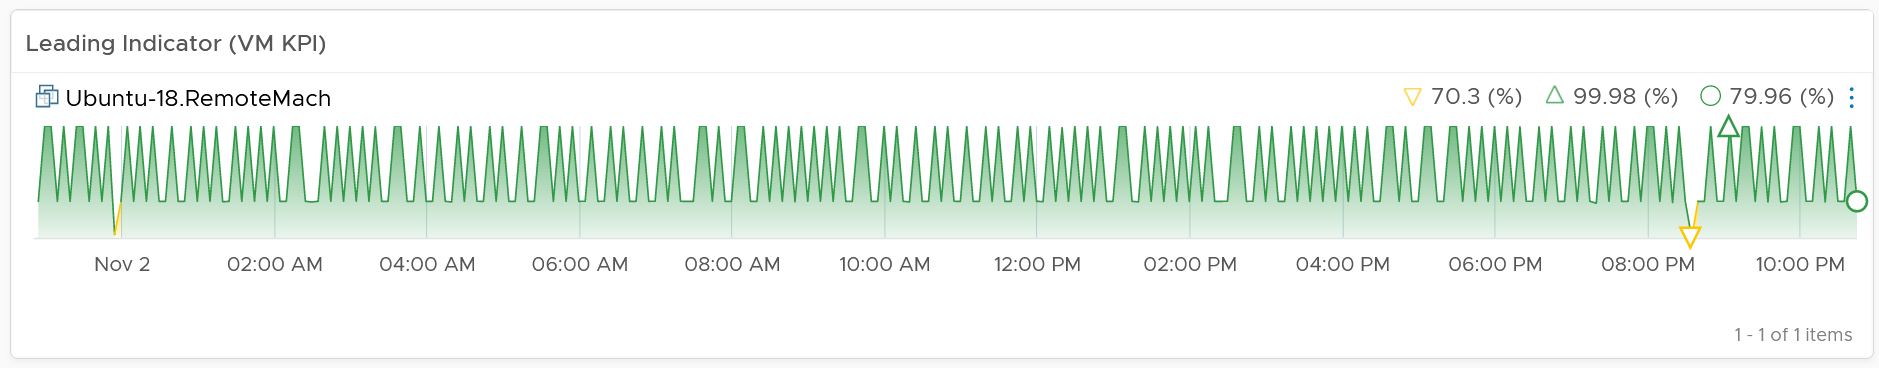 Leading Indicator (VM KPI)
Ubuntu-18.RemoteMach 70.3 (%) 99.98 (%) 79.96 (%)
Nov 2 02:00 AM 04:00 AM 06:00 AM 08:00 AM 10:00 AM 12:00 PM 02:00 PM 04:00 PM 06:00 PM 08:00 PM 10:00 PM
1 - 1 of 1 items